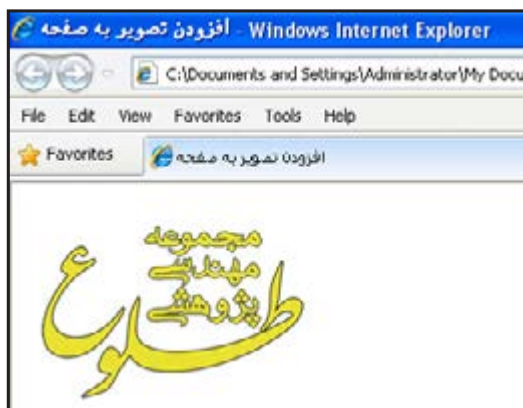 افزودن تصویر به صفحه - Windows Internet Explorer
C:\Documents and Settings\Administrator\My Docu
File Edit View Favorites Tools Help
Favorites افزودن تصویر به صفحه
مجموعه
مهندسی
پژوهشی
طلوع